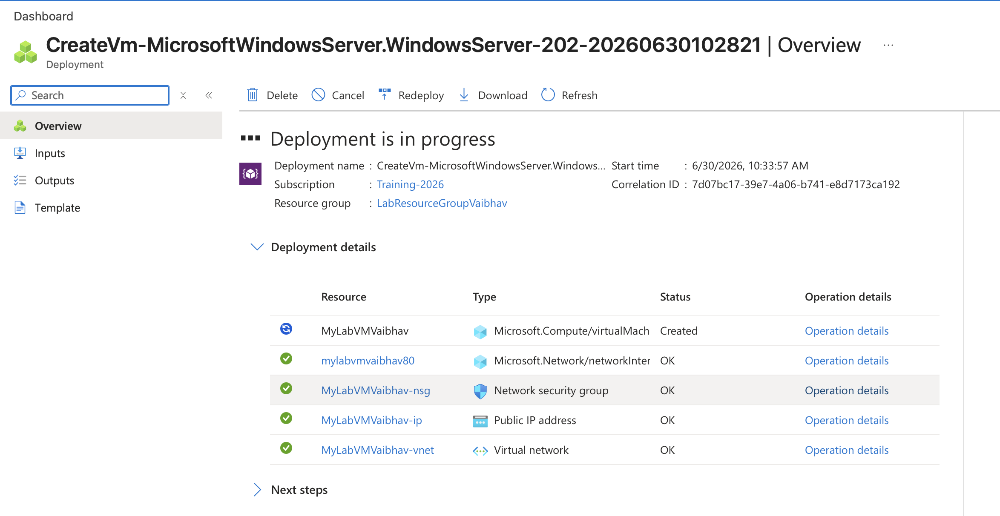 Dashboard
CreateVm-MicrosoftWindowsServer.WindowsServer-202-20260630102821 | Overview ...
Deployment
Search
Delete Cancel Redeploy Download Refresh
Overview
Inputs
Outputs
Template
Deployment is in progress
Deployment name : CreateVm-MicrosoftWindowsServer.Windows... Start time : 6/30/2026, 10:33:57 AM
Subscription : Training-2026 Correlation ID : 7d07bc17-39e7-4a06-b741-e8d7173ca192
Resource group : LabResourceGroupVaibhav
Deployment details
Resource Type Status Operation details
MyLabVMVaibhav Microsoft.Compute/virtualMach Created Operation details
mylabvmvaibhav80 Microsoft.Network/networkInter OK Operation details
MyLabVMVaibhav-nsg Network security group OK Operation details
MyLabVMVaibhav-ip Public IP address OK Operation details
MyLabVMVaibhav-vnet Virtual network OK Operation details
Next steps